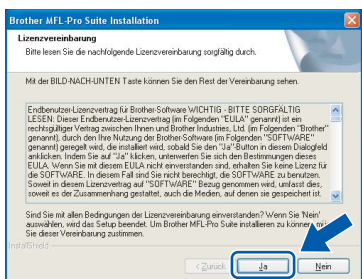 Brother MFL-Pro Suite Installation
Lizenzvereinbarung
Bitte lesen Sie die nachfolgende Lizenzvereinbarung sorgfältig durch.
Mit der BILD-NACH-UNTEN Taste können Sie den Rest der Vereinbarung sehen.
Endbenutzer-Lizenzvertrag für Brother-Software WICHTIG - BITTE SORGFÄLTIG
LESEN: Dieser Endbenutzer-Lizenzvertrag (im Folgenden "EULA" genannt) ist ein
rechtsgültiger Vertrag zwischen Ihnen und Brother Industries, Ltd. (im Folgenden "Brother"
genannt), durch den Ihre Nutzung der Brother-Software (im Folgenden "SOFTWARE"
genannt) geregelt wird, die installiert wird, sobald Sie den "Ja"-Button in diesem Dialogfeld
anklicken. Indem Sie auf "Ja" klicken, unterwerfen Sie sich den Bestimmungen dieses
EULA. Wenn Sie mit diesem EULA nicht einverstanden sind, erhalten Sie keine Lizenz für
die SOFTWARE. In diesem Fall sind Sie nicht berechtigt, die SOFTWARE zu benutzen.
Soweit in diesem Lizenzvertrag auf "SOFTWARE" Bezug genommen wird, umfasst dies,
soweit es der Zusammenhang gestattet, auch die Medien, auf denen sie gespeichert ist.
Sind Sie mit allen Bedingungen der Lizenzvereinbarung einverstanden? Wenn Sie 'Nein'
auswählen, wird das Setup beendet. Um Brother MFL-Pro Suite installieren zu können,
Sie dieser Vereinbarung zustimmen.
InstallShield
< Zurück Ja Nein